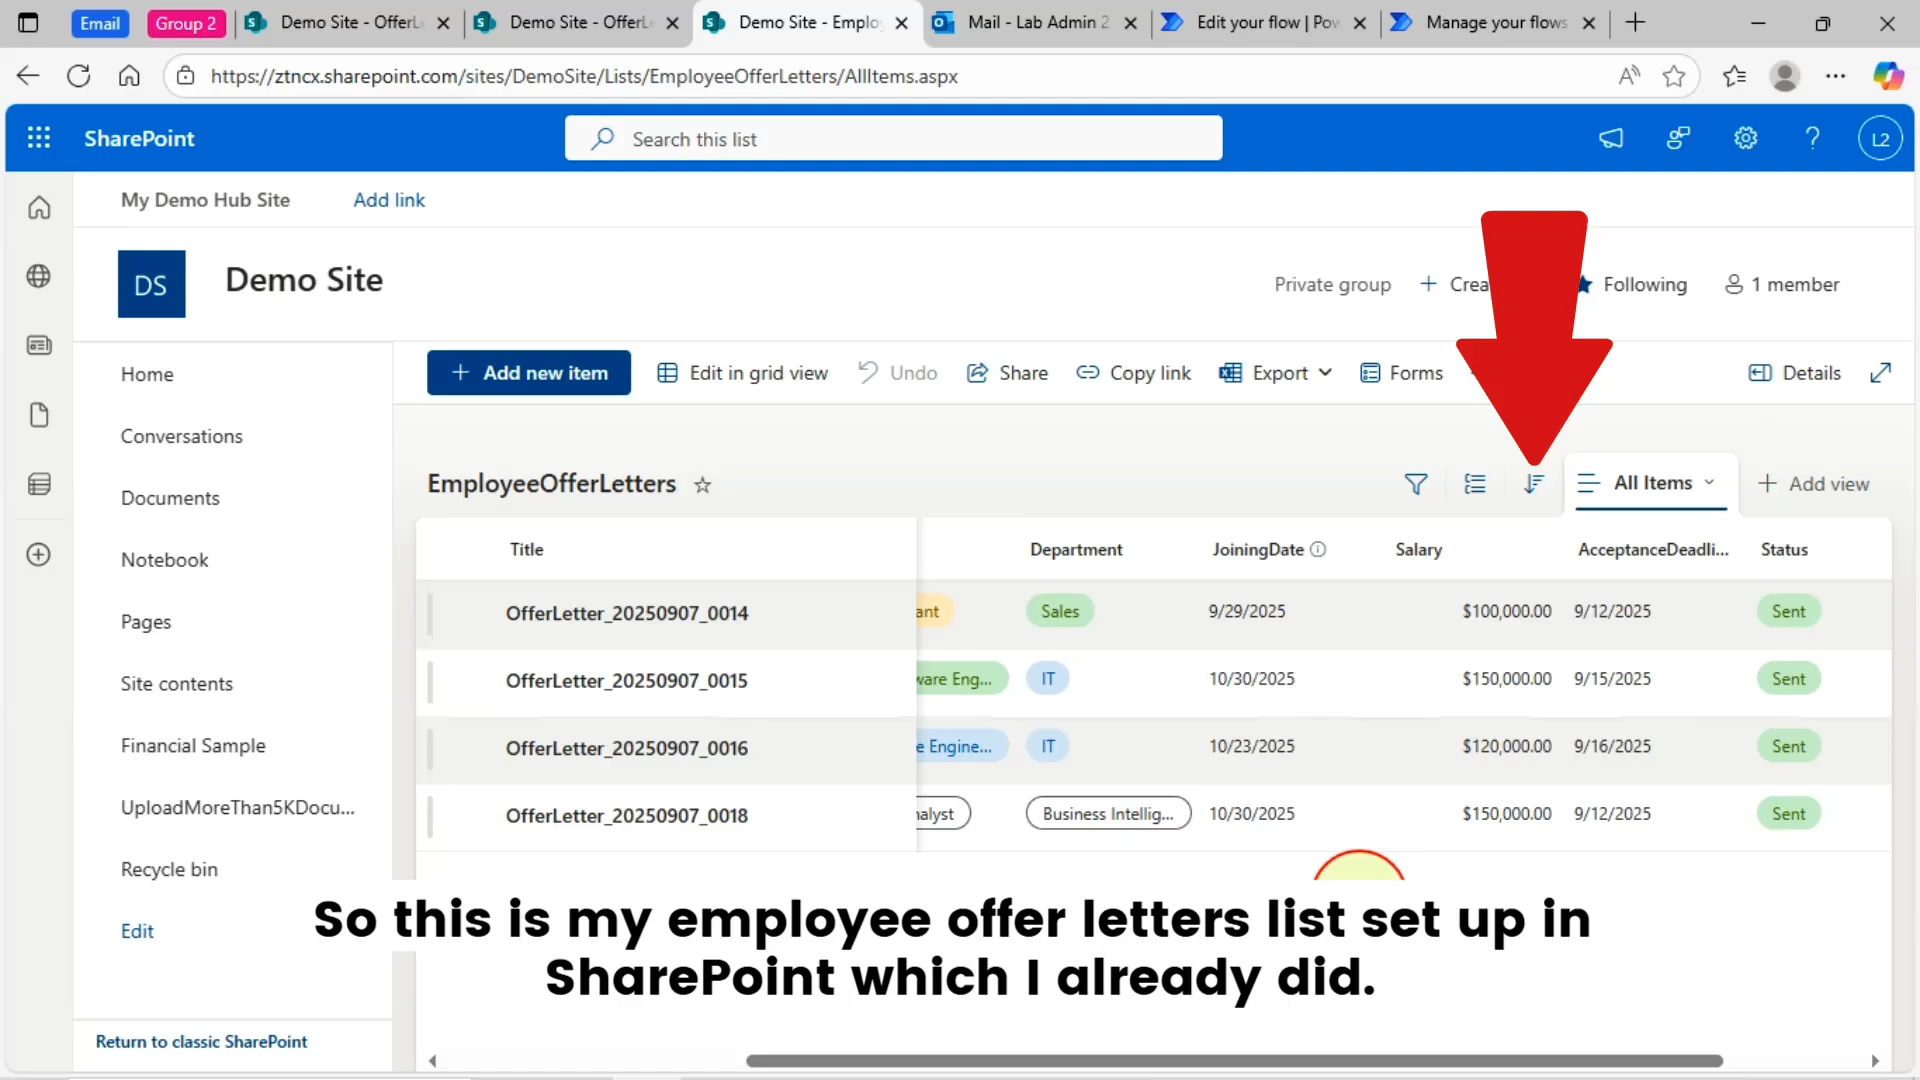 Email
Group 2
Demo Site - OfferL
Demo Site - OfferL
Demo Site - Emplo
Mail - Lab Admin 2
Edit your flow | Pow
Manage your flows
https://ztncx.sharepoint.com/sites/DemoSite/Lists/EmployeeOfferLetters/AllItems.aspx
SharePoint
Search this list
L2
My Demo Hub Site
Add link
DS
Demo Site
Private group
Crea
Following
1 member
Home
Conversations
Documents
Notebook
Pages
Site contents
Financial Sample
UploadMoreThan5KDocu...
Recycle bin
Edit
Return to classic SharePoint
Add new item
Edit in grid view
Undo
Share
Copy link
Export
Forms
Details
EmployeeOfferLetters
All Items
Add view
Title Department JoiningDate Salary AcceptanceDeadli... Status
OfferLetter_20250907_0014 ant Sales 9/29/2025 $100,000.00 9/12/2025 Sent
OfferLetter_20250907_0015 ware Eng... IT 10/30/2025 $150,000.00 9/15/2025 Sent
OfferLetter_20250907_0016 e Engine... IT 10/23/2025 $120,000.00 9/16/2025 Sent
OfferLetter_20250907_0018 nalyst Business Intellig... 10/30/2025 $150,000.00 9/12/2025 Sent
So this is my employee offer letters list set up in
SharePoint which I already did.